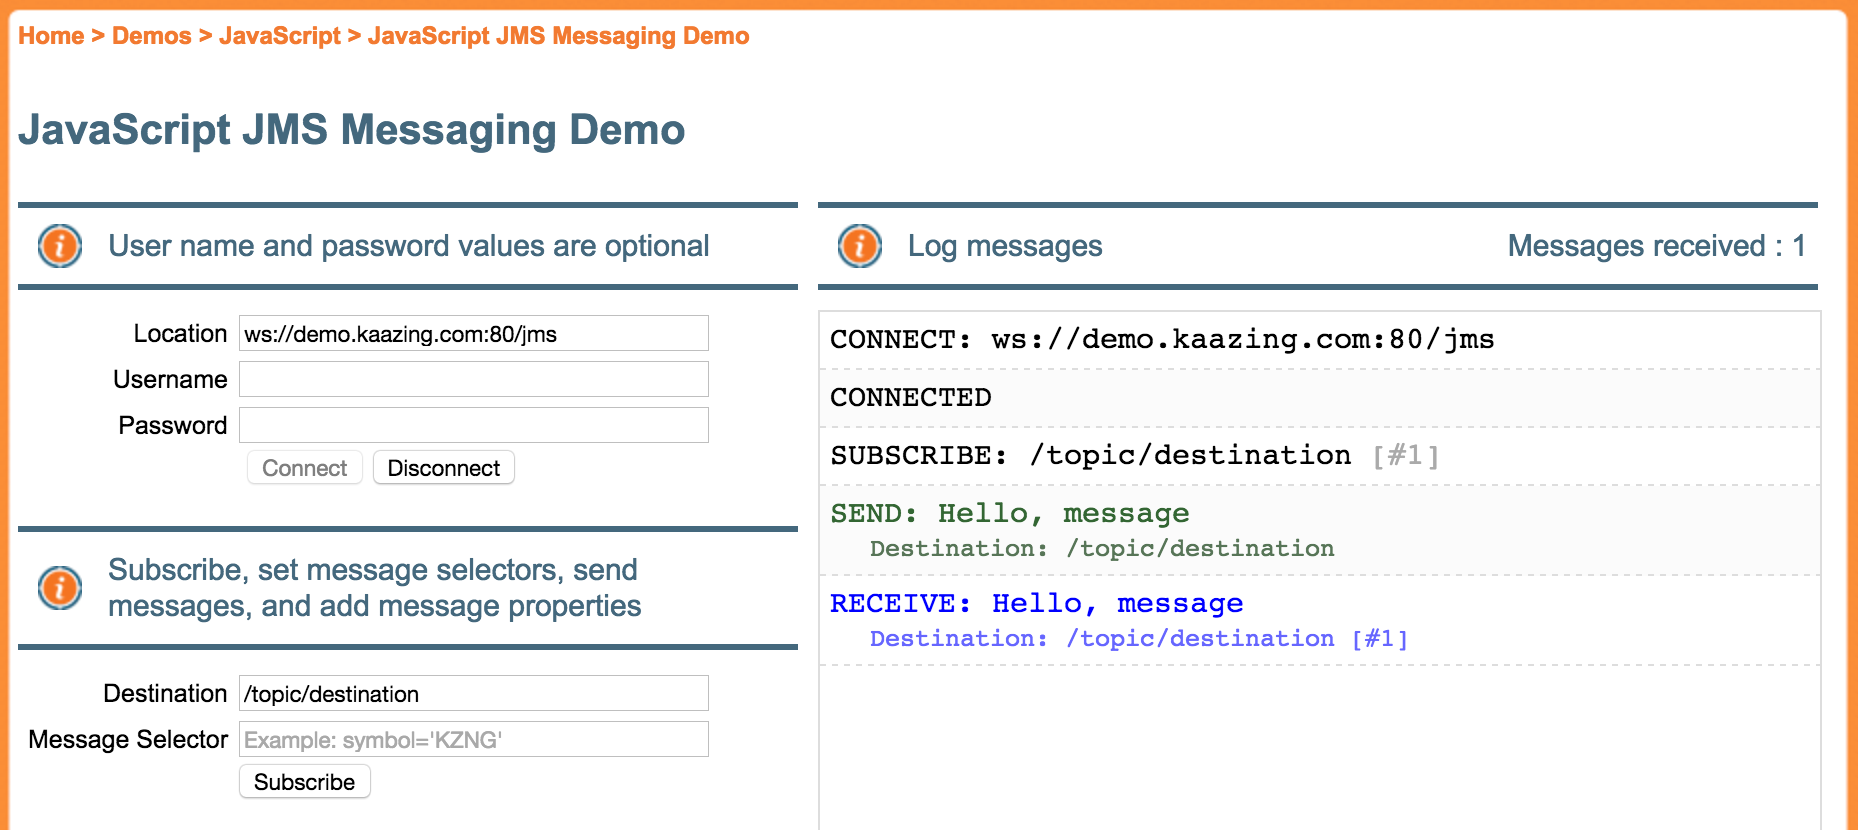 Home > Demos > JavaScript > JavaScript JMS Messaging Demo
JavaScript JMS Messaging Demo
User name and password values are optional
Location ws://demo.kaazing.com:80/jms
Username
Password
Connect Disconnect
Subscribe, set message selectors, send
messages, and add message properties
Destination /topic/destination
Message Selector Example: symbol='KZNG'
Subscribe
Log messages Messages received : 1
CONNECT: ws://demo.kaazing.com:80/jms
CONNECTED
SUBSCRIBE: /topic/destination [#1]
SEND: Hello, message
Destination: /topic/destination
RECEIVE: Hello, message
Destination: /topic/destination [#1]